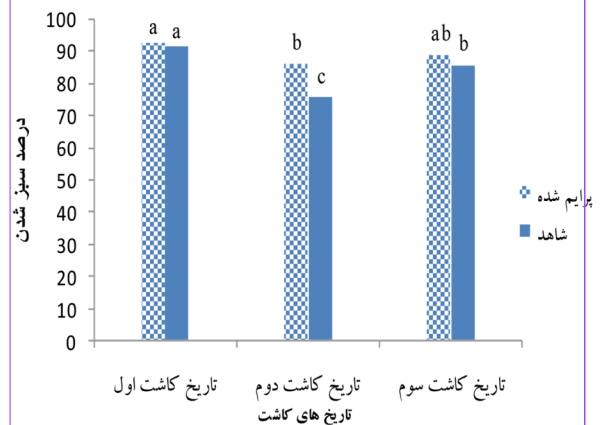 درصد سبز شدن
100
90
80
70
60
50
40
30
20
10
0
a a
b
c
ab
b
پرایم شده
شاهد
تاریخ کاشت اول
تاریخ کاشت دوم
تاریخ کاشت سوم
تاریخ های کاشت